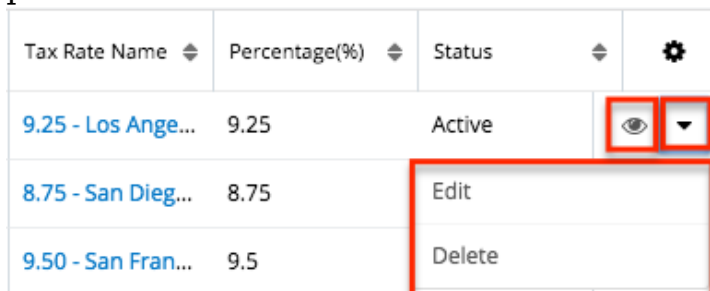 Tax Rate Name Percentage(%) Status
9.25 - Los Ange... 9.25 Active
8.75 - San Dieg... 8.75 Edit
9.50 - San Fran... 9.5 Delete